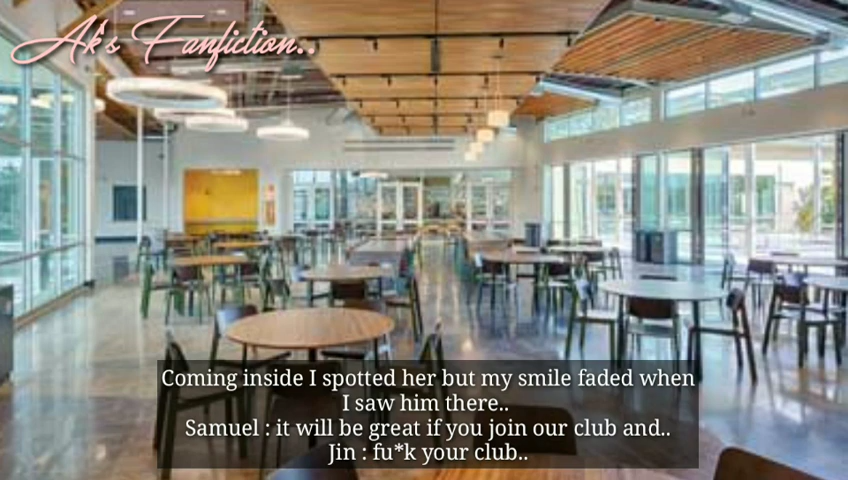 Ak's Fanfiction..
Coming inside I spotted her but my smile faded when
I saw him there..
Samuel : it will be great if you join our club and..
Jin : fu*k your club..